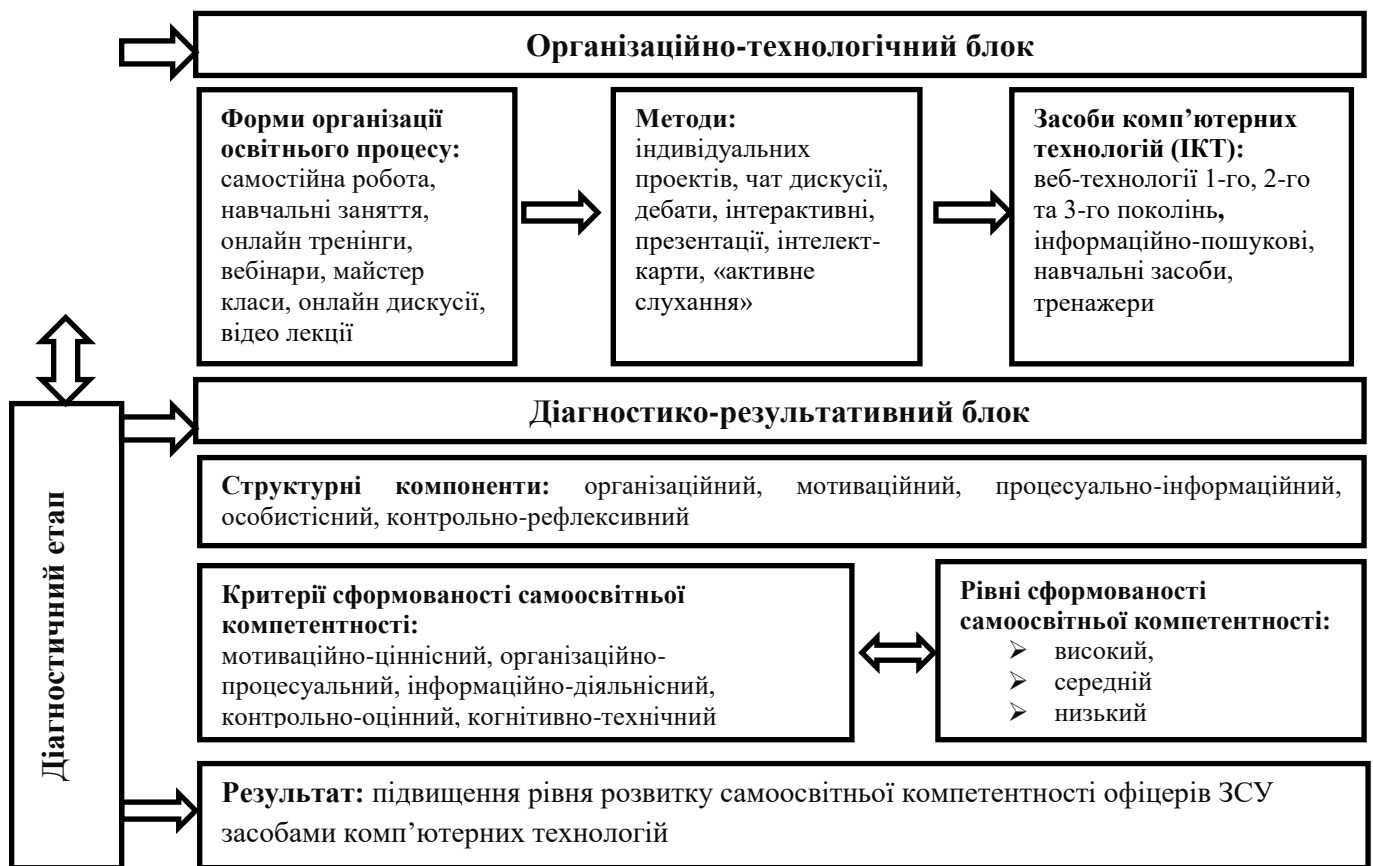 Організаційно-технологічний блок
Форми організації
освітнього процесу:
самостійна робота,
навчальні заняття,
онлайн тренінги,
вебінари, майстер
класи, онлайн дискусії,
відео лекції
Методи:
індивідуальних
проектів, чат дискусії,
дебати, інтерактивні,
презентації, інтелект-
карти, «активне
слухання»
Засоби комп’ютерних
технологій (ІКТ):
веб-технології 1-го, 2-го
та 3-го поколінь,
інформаційно-пошукові,
навчальні засоби,
тренажери
Діагностичний етап
Діагностико-результативний блок
Структурні компоненти: організаційний, мотиваційний, процесуально-інформаційний,
особистісний, контрольно-рефлексивний
Критерії сформованості самоосвітньої
компетентності:
мотиваційно-ціннісний, організаційно-
процесуальний, інформаційно-діяльнісний,
контрольно-оцінний, когнітивно-технічний
Рівні сформованості
самоосвітньої компетентності:
➢ високий,
➢ середній
➢ низький
Результат: підвищення рівня розвитку самоосвітньої компетентності офіцерів ЗСУ
засобами комп’ютерних технологій